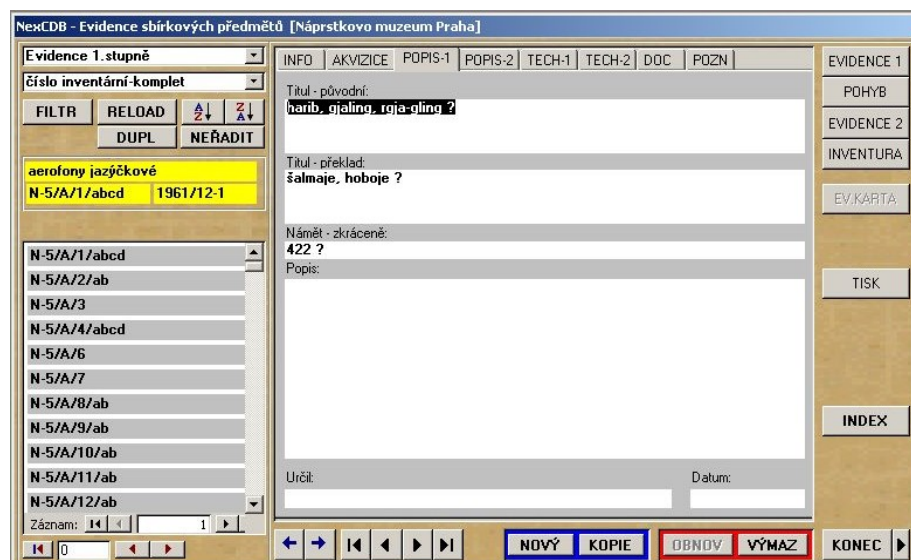 NexCDB - Evidence sbírkových předmětů [Náprstkovo muzeum Praha]
Evidence 1.stupně
číslo inventární-komplet
FILTR RELOAD A Z Z A
DUPL NEŘADIT
aerofony jazýčkové
N-5/A/1/abcd 1961/12-1
N-5/A/1/abcd
N-5/A/2/ab
N-5/A/3
N-5/A/4/abcd
N-5/A/6
N-5/A/7
N-5/A/8/ab
N-5/A/9/ab
N-5/A/10/ab
N-5/A/11/ab
N-5/A/12/ab
Záznam: 1
0
INFO AKVIZICE POPIS-1 POPIS-2 TECH-1 TECH-2 DOC POZN
Titul - původní:
harib, gjaling, rgja-gling ?
Titul - překlad:
šalmaje, hoboje ?
Námět - zkráceně:
422 ?
Popis:
Určil: Datum:
NOVÝ KOPIE OBNOV VÝMAZ
EVIDENCE 1
POHYB
EVIDENCE 2
INVENTURA
EV.KARTA
TISK
INDEX
KONEC